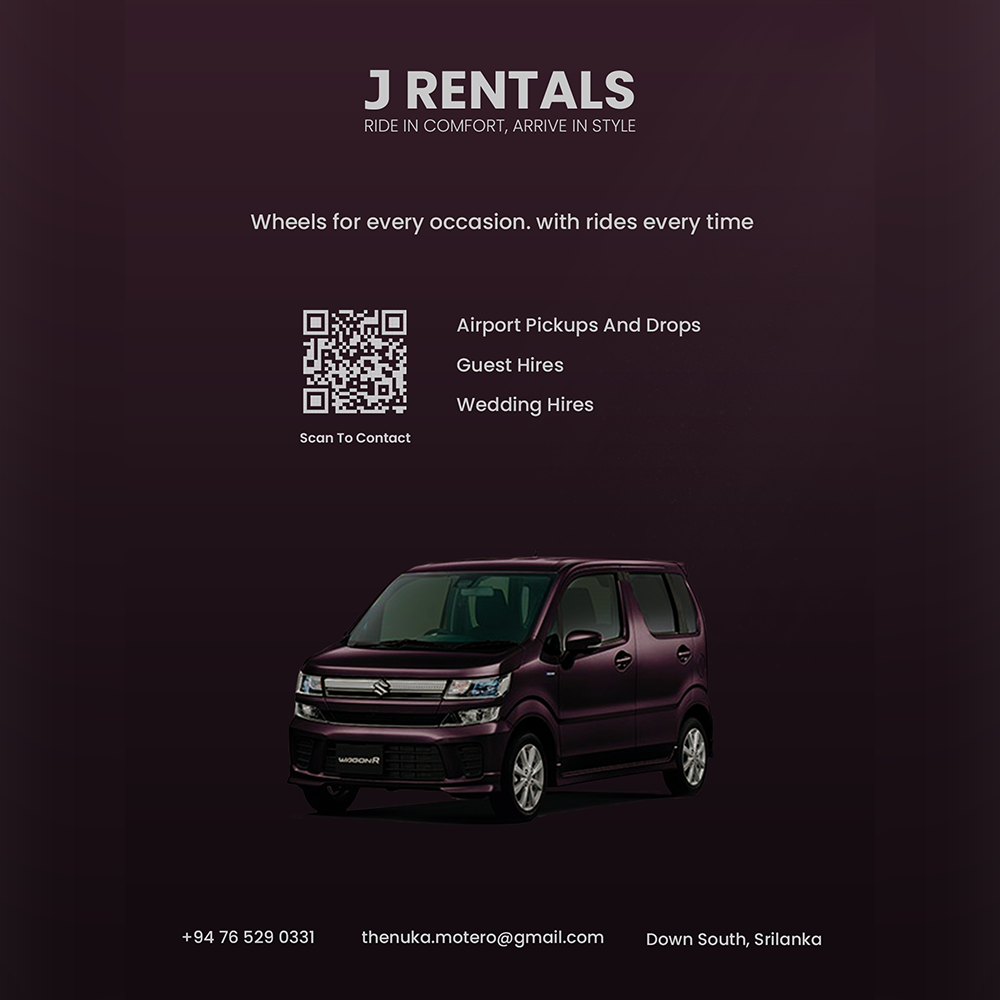 J RENTALS
RIDE IN COMFORT, ARRIVE IN STYLE
Wheels for every occasion. with rides every time
Airport Pickups And Drops
Guest Hires
Wedding Hires
Scan To Contact
WAGONR
+94 76 529 0331
thenuka.motero@gmail.com
Down South, Srilanka